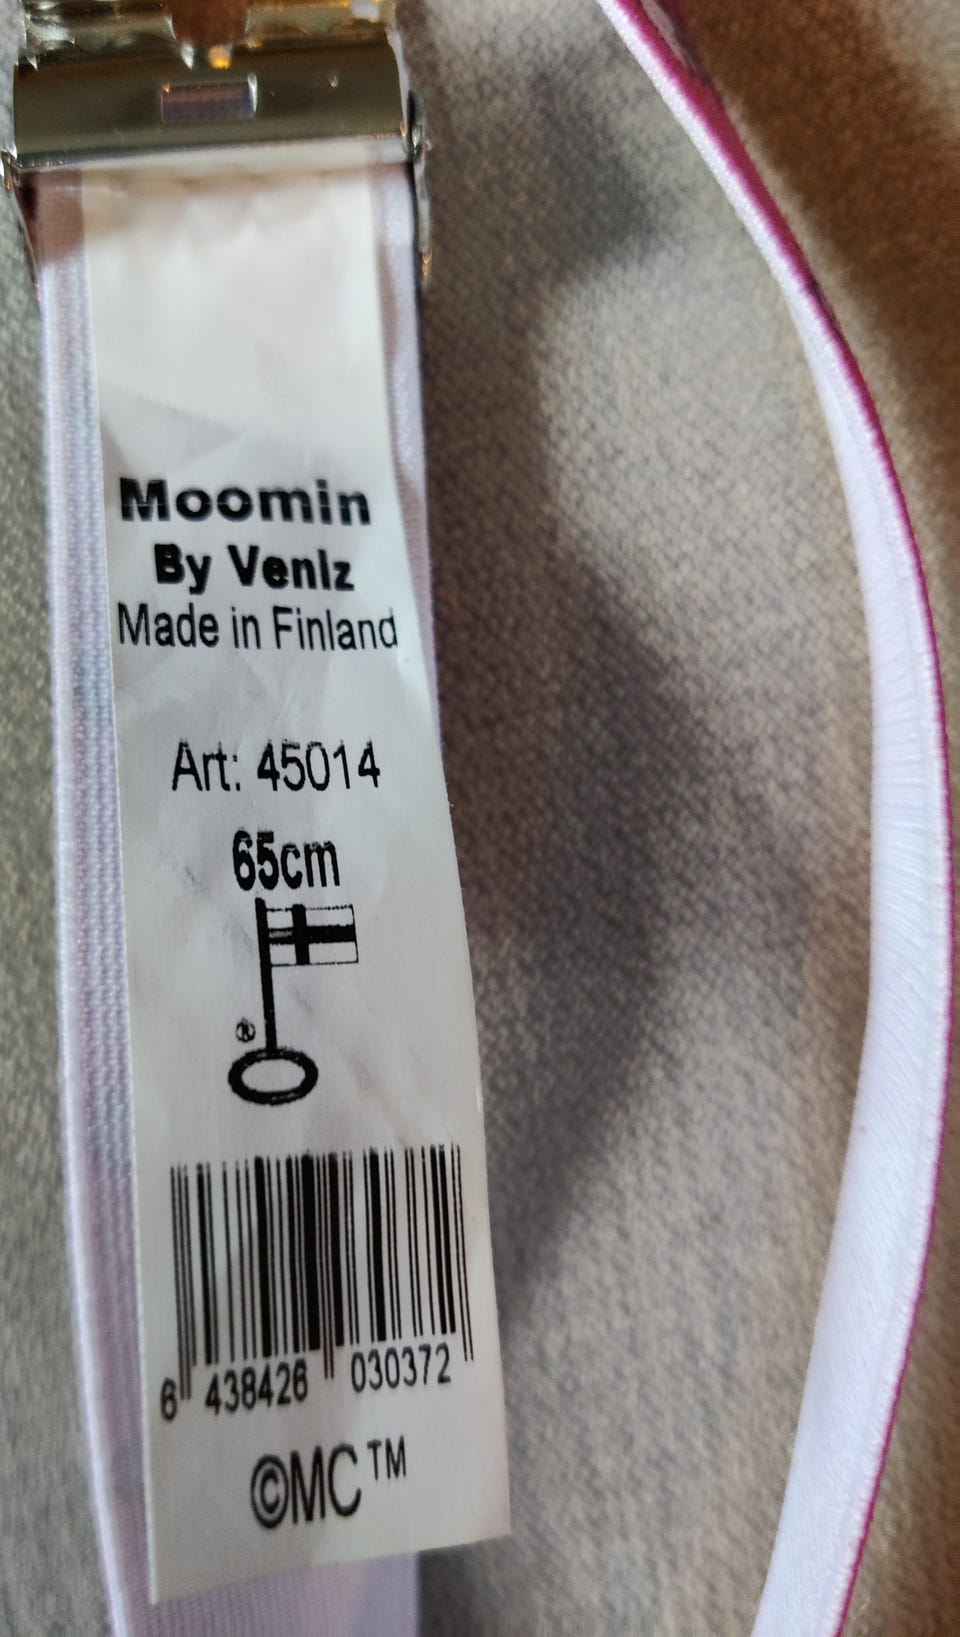 Moomin
By Venlz
Made in Finland
Art: 45014
65cm
®
6 438426 030372
©MC™